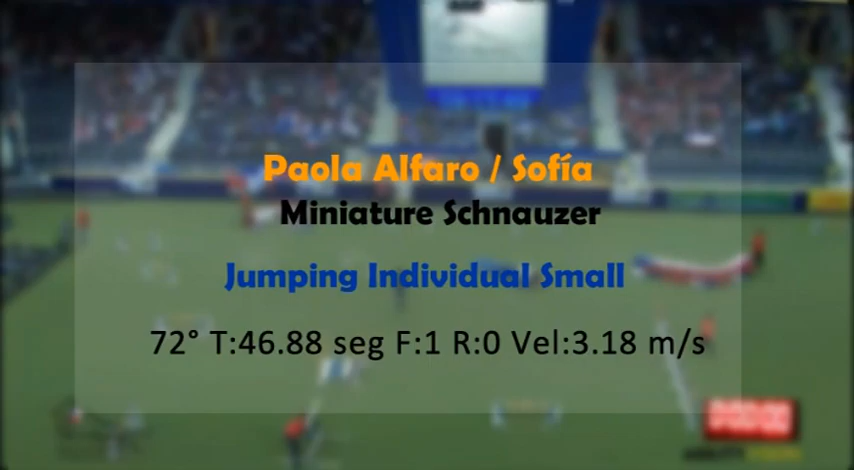 Paola Alfaro / Sofía
Miniature Schnauzer
Jumping Individual Small
72° T:46.88 seg F:1 R:0 Vel:3.18 m/s